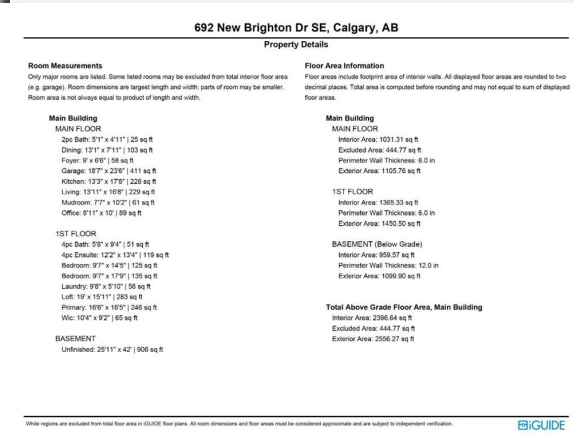 692 New Brighton Dr SE, Calgary, AB
Property Details
Room Measurements
Only major rooms are listed. Some listed rooms may be excluded from total interior floor area
(e.g. garage). Room dimensions are largest length and width; parts of room may be smaller.
Room area is not always equal to product of length and width.
Main Building
MAIN FLOOR
2pc Bath: 5'1" x 4'11" | 25 sq ft
Dining: 13'1" x 7'11" | 103 sq ft
Foyer: 9' x 6'8" | 58 sq ft
Garage: 18'7" x 23'6" | 411 sq ft
Kitchen: 13'3" x 17'8" | 228 sq ft
Living: 13'11" x 16'8" | 229 sq ft
Mudroom: 7'7" x 10'2" | 61 sq ft
Office: 8'11" x 10' | 89 sq ft
1ST FLOOR
4pc Bath: 5'8" x 9'4" | 51 sq ft
4pc Ensuite: 12'2" x 13'4" | 119 sq ft
Bedroom: 9'7" x 14'5" | 125 sq ft
Bedroom: 9'7" x 17'9" | 135 sq ft
Laundry: 9'8" x 5'10" | 56 sq ft
Loft: 19' x 15'11" | 283 sq ft
Primary: 16'8" x 16'5" | 246 sq ft
Wic: 10'4" x 9'2" | 65 sq ft
BASEMENT
Unfinished: 25'11" x 42' | 906 sq ft
Floor Area Information
Floor areas include footprint area of interior walls. All displayed floor areas are rounded to two
decimal places. Total area is computed before rounding and may not equal to sum of displayed
floor areas.
Main Building
MAIN FLOOR
Interior Area: 1031.31 sq ft
Excluded Area: 444.77 sq ft
Perimeter Wall Thickness: 6.0 in
Exterior Area: 1105.76 sq ft
1ST FLOOR
Interior Area: 1365.33 sq ft
Perimeter Wall Thickness: 6.0 in
Exterior Area: 1450.50 sq ft
BASEMENT (Below Grade)
Interior Area: 959.57 sq ft
Perimeter Wall Thickness: 12.0 in
Exterior Area: 1099.90 sq ft
Total Above Grade Floor Area, Main Building
Interior Area: 2396.64 sq ft
Excluded Area: 444.77 sq ft
Exterior Area: 2556.27 sq ft
White regions are excluded from total floor area in iGUIDE floor plans. All room dimensions and floor areas must be considered approximate and are subject to independent verification.
iGUIDE